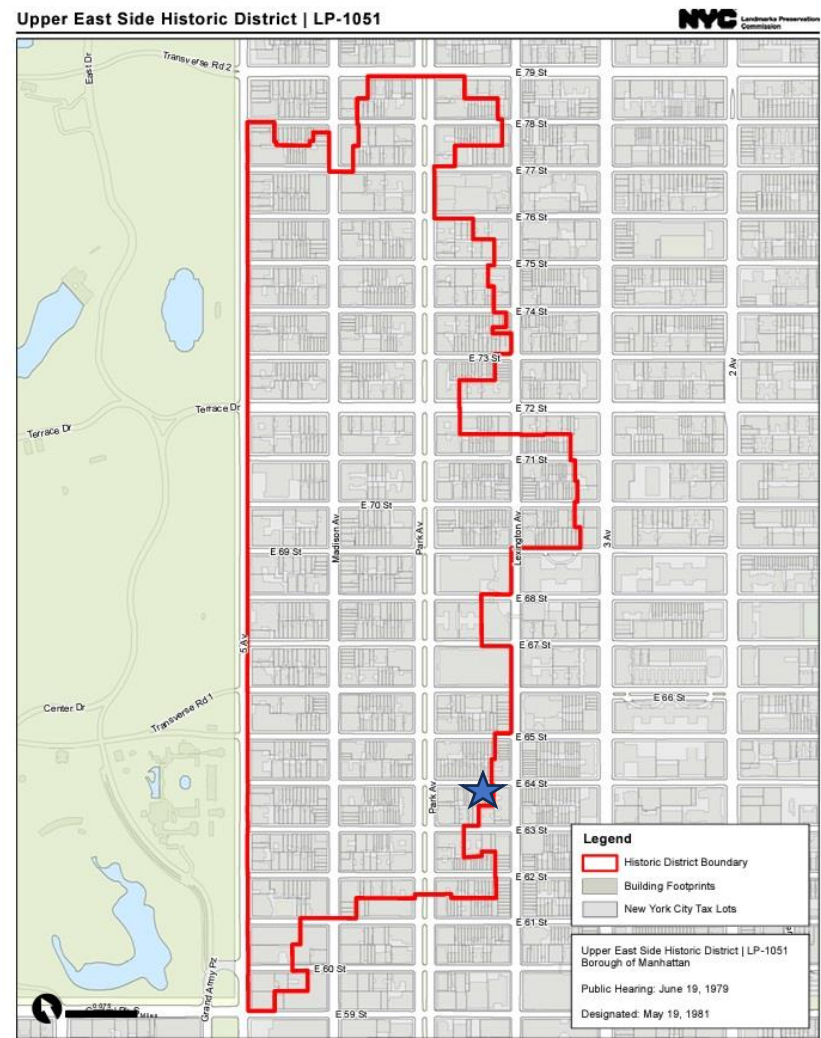 Upper East Side Historic District | LP-1051
NYC Landmarks Preservation
Commission
East Dr
Transverse Rd 2
E 79 St
E 78 St
E 77 St
E 76 St
E 75 St
E 74 St
E 73 St
2 Av
Terrace Dr
E 72 St
Terrace Dr
E 71 St
E 70 St
Madison Av
Park Av
Lexington Av
3 Av
E 69 St
E 68 St
5 Av
E 67 St
E 66 St
Center Dr
Transverse Rd 1
E 65 St
E 64 St
Park Av
E 63 St
E 62 St
E 61 St
E 60 St
Grand Army Pz
E 59 St
0.075
Miles
Legend
Historic District Boundary
Building Footprints
New York City Tax Lots
Upper East Side Historic District | LP-1051
Borough of Manhattan
Public Hearing: June 19, 1979
Designated: May 19, 1981